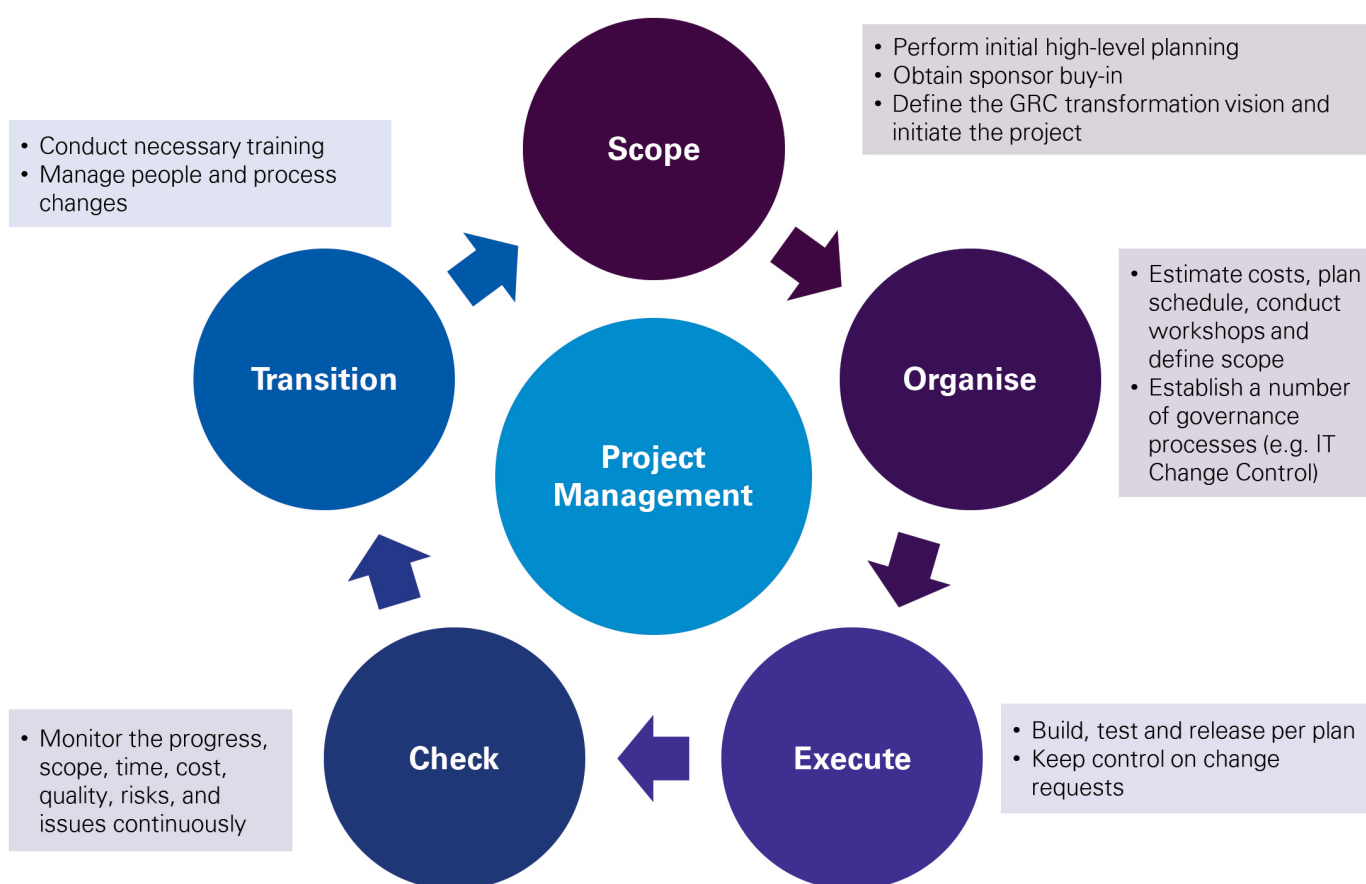 Scope
• Perform initial high-level planning
• Obtain sponsor buy-in
• Define the GRC transformation vision and
initiate the project
Organise
• Estimate costs, plan
schedule, conduct
workshops and
define scope
• Establish a number
of governance
processes (e.g. IT
Change Control)
Execute
• Build, test and release per plan
• Keep control on change
requests
Check
• Monitor the progress,
scope, time, cost,
quality, risks, and
issues continuously
Transition
• Conduct necessary training
• Manage people and process
changes
Project
Management